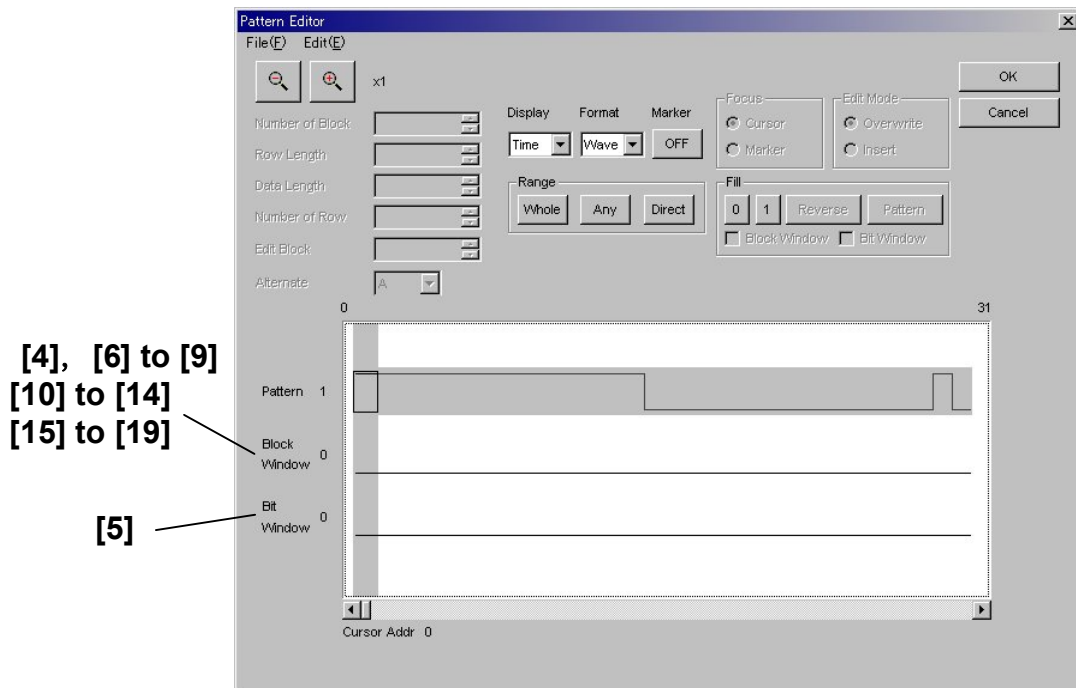 Pattern Editor
File(F) Edit(E)
x1
OK
Cancel
Number of Block
Row Length
Data Length
Number of Row
Edit Block
Alternate
A
Display Format Marker
Time Wave OFF
Focus
Cursor
Marker
Edit Mode
Overwrite
Insert
Range
Whole Any Direct
Fill
0 1 Reverse Pattern
Block Window Bit Window
0 31
[4], [6] to [9]
[10] to [14]
[15] to [19]
[5]
Pattern 1
Block
Window 0
Bit
Window 0
Cursor Addr 0